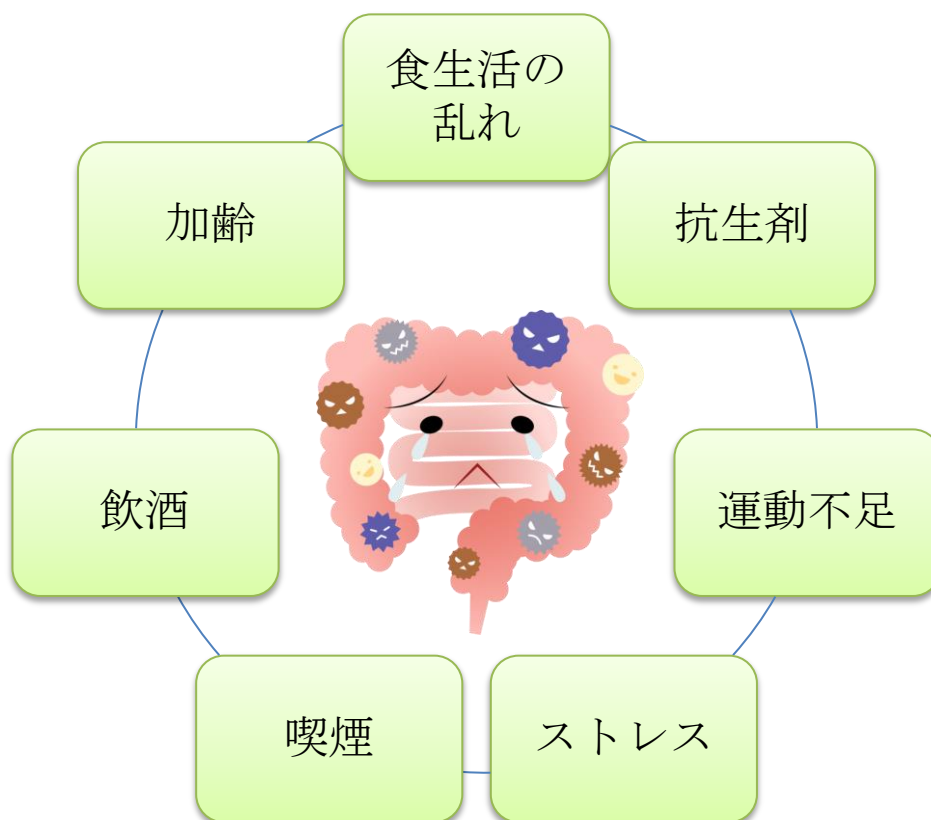 食生活の
乱れ
抗生剤
運動不足
ストレス
喫煙
飲酒
加齢